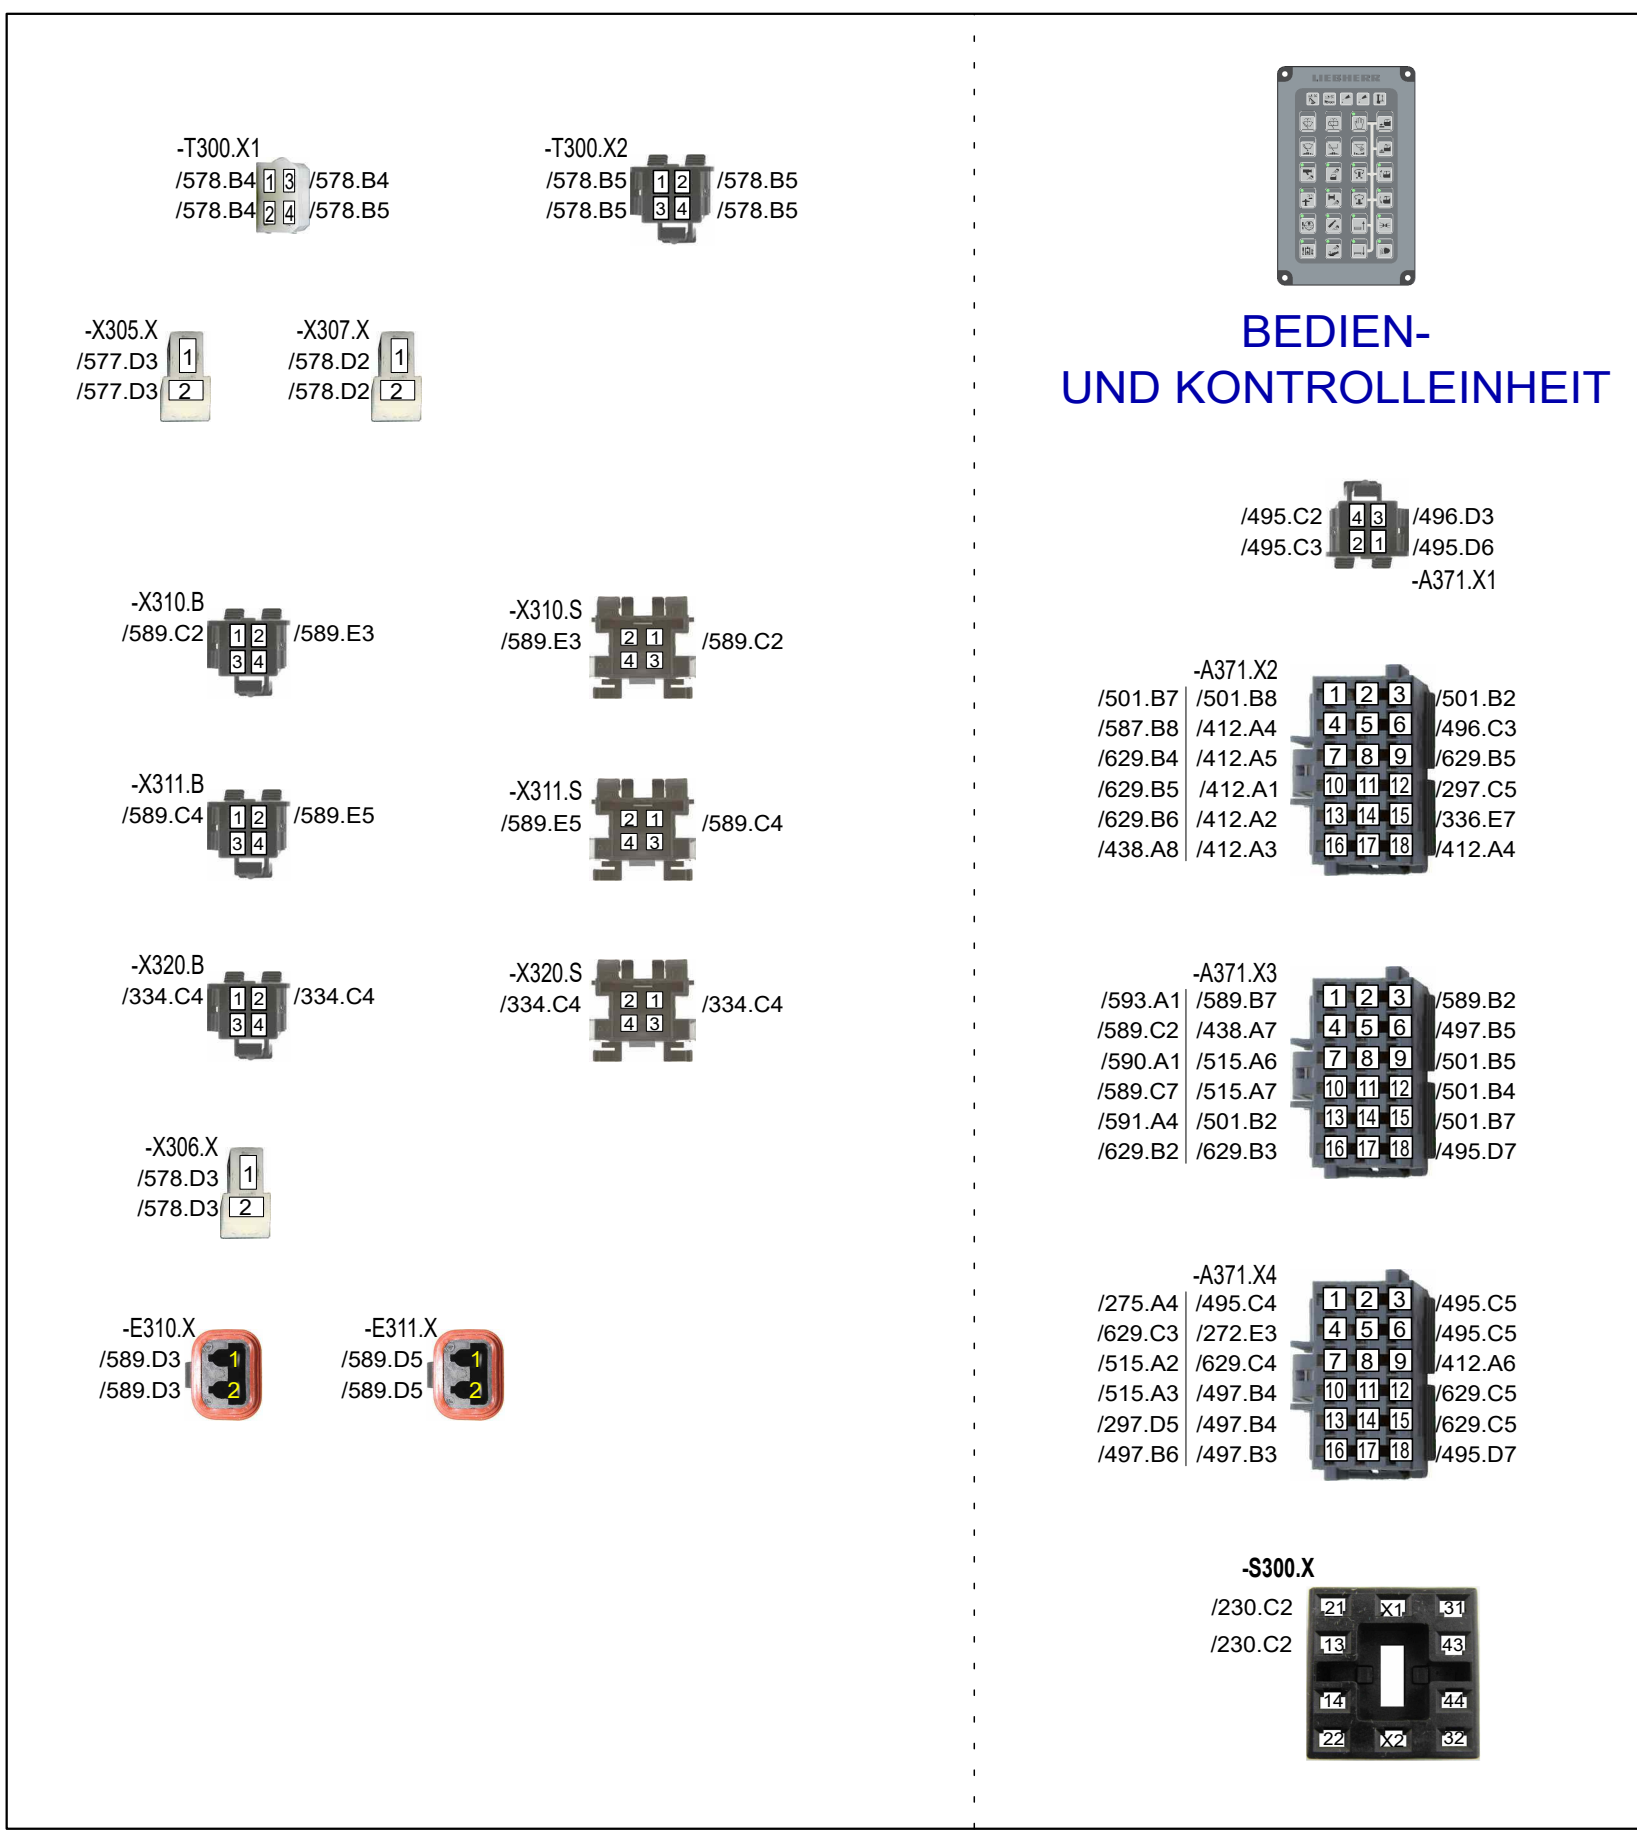 -T300.X1
/578.B4 1 3 /578.B4
/578.B4 2 4 /578.B5
-T300.X2
/578.B5 1 2 /578.B5
/578.B5 3 4 /578.B5
-X305.X
/577.D3 1
/577.D3 2
-X307.X
/578.D2 1
/578.D2 2
-X310.B
/589.C2 1 2 /589.E3
3 4
-X310.S
/589.E3 2 1 /589.C2
4 3
-X311.B
/589.C4 1 2 /589.E5
3 4
-X311.S
/589.E5 2 1 /589.C4
4 3
-X320.B
/334.C4 1 2 /334.C4
3 4
-X320.S
/334.C4 2 1 /334.C4
4 3
-X306.X
/578.D3 1
/578.D3 2
-E310.X
/589.D3 1
/589.D3 2
-E311.X
/589.D5 1
/589.D5 2
LIEBHERR
BEDIEN-
UND KONTROLLEINHEIT
/495.C2 4 3 /496.D3
/495.C3 2 1 /495.D6
-A371.X1
-A371.X2
/501.B7 /501.B8 1 2 3 /501.B2
/587.B8 /412.A4 4 5 6 /496.C3
/629.B4 /412.A5 7 8 9 /629.B5
/629.B5 /412.A1 10 11 12 /297.C5
/629.B6 /412.A2 13 14 15 /336.E7
/438.A8 /412.A3 16 17 18 /412.A4
-A371.X3
/593.A1 /589.B7 1 2 3 /589.B2
/589.C2 /438.A7 4 5 6 /497.B5
/590.A1 /515.A6 7 8 9 /501.B5
/589.C7 /515.A7 10 11 12 /501.B4
/591.A4 /501.B2 13 14 15 /501.B7
/629.B2 /629.B3 16 17 18 /495.D7
-A371.X4
/275.A4 /495.C4 1 2 3 /495.C5
/629.C3 /272.E3 4 5 6 /495.C5
/515.A2 /629.C4 7 8 9 /412.A6
/515.A3 /497.B4 10 11 12 /629.C5
/297.D5 /497.B4 13 14 15 /629.C5
/497.B6 /497.B3 16 17 18 /495.D7
-S300.X
/230.C2 21 X1 31
/230.C2 13 43
14 44
22 X2 32